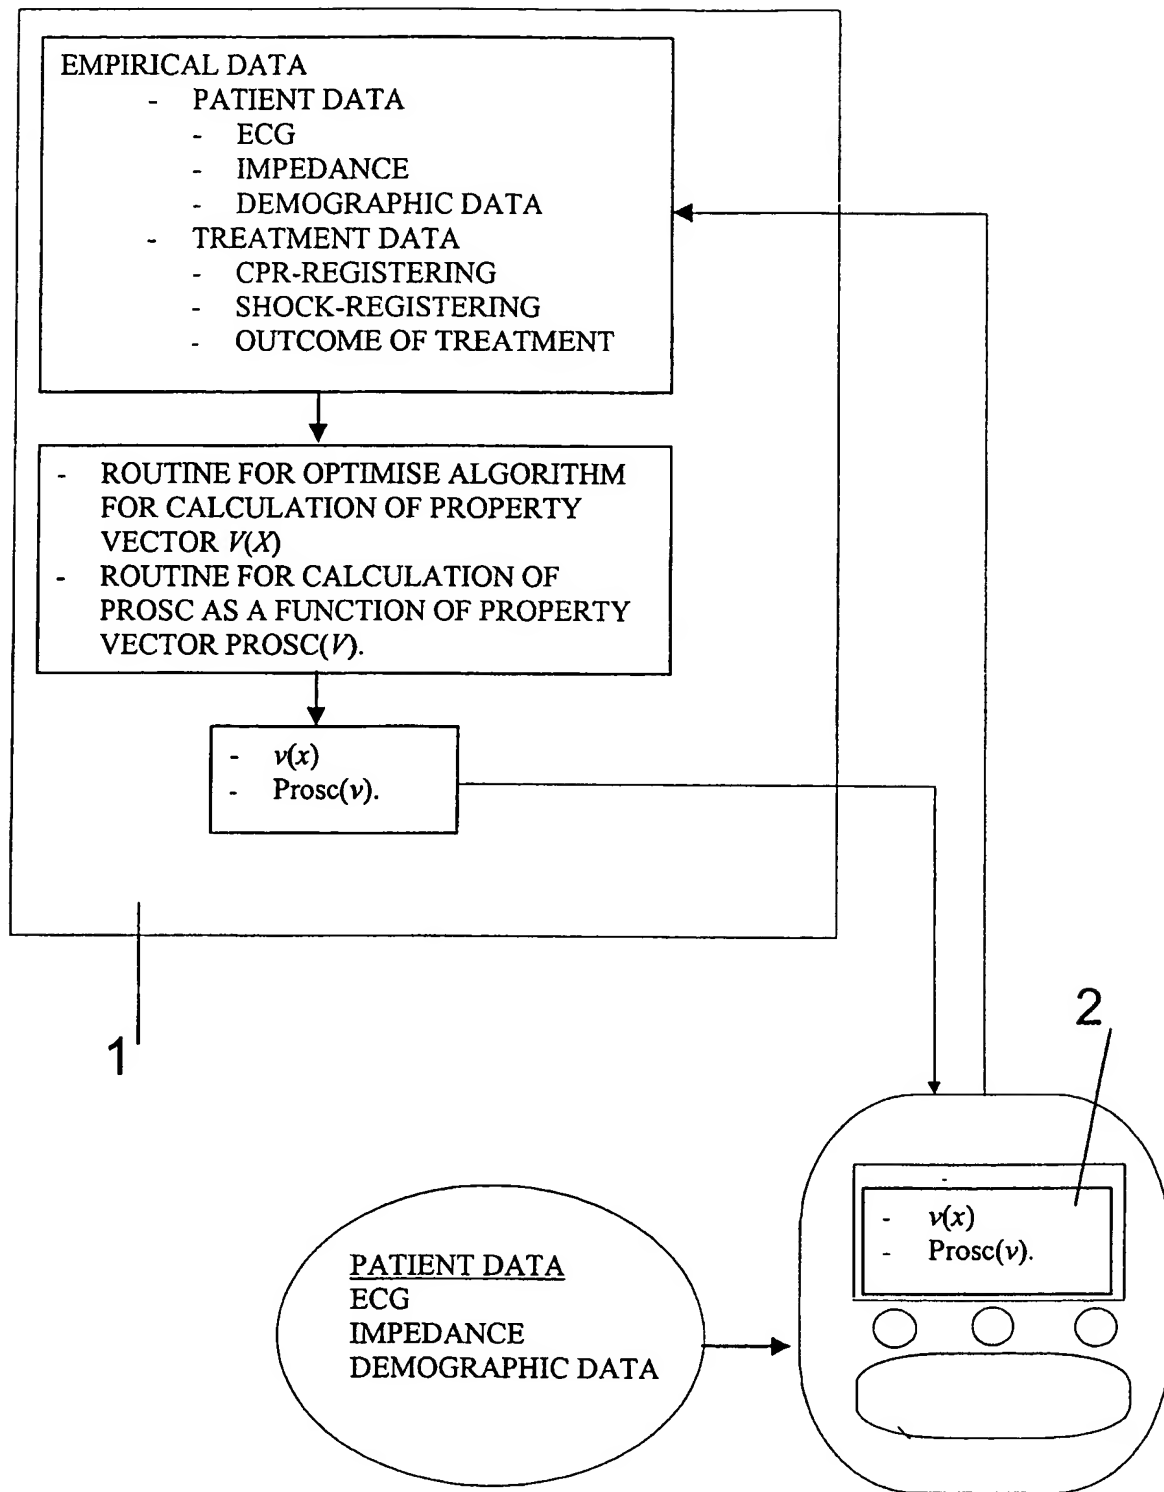 EMPIRICAL DATA
- PATIENT DATA
- ECG
- IMPEDANCE
- DEMOGRAPHIC DATA
- TREATMENT DATA
- CPR-REGISTERING
- SHOCK-REGISTERING
- OUTCOME OF TREATMENT
- ROUTINE FOR OPTIMISE ALGORITHM
FOR CALCULATION OF PROPERTY
VECTOR V(X)
- ROUTINE FOR CALCULATION OF
PROSC AS A FUNCTION OF PROPERTY
VECTOR PROSC(V).
- v(x)
- Prosc(v).
1
2
- v(x)
- Prosc(v).
PATIENT DATA
ECG
IMPEDANCE
DEMOGRAPHIC DATA